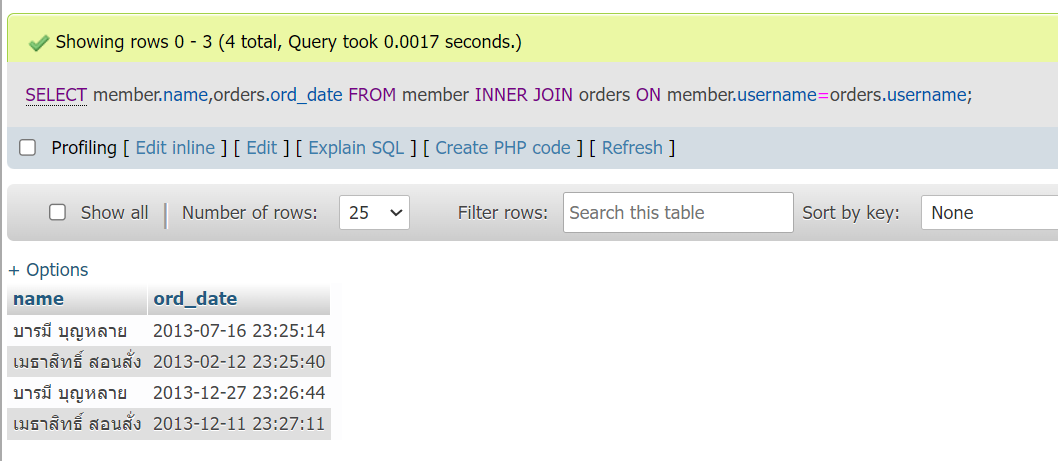 Showing rows 0 - 3 (4 total, Query took 0.0017 seconds.)
SELECT member.name,orders.ord_date FROM member INNER JOIN orders ON member.username=orders.username;
Profiling [ Edit inline ] [ Edit ] [ Explain SQL ] [ Create PHP code ] [ Refresh ]
Show all | Number of rows: 25 Filter rows: Search this table Sort by key: None
+ Options
name ord_date
บารมี บุญหลาย 2013-07-16 23:25:14
เมธาสิทธิ์ สอนสั่ง 2013-02-12 23:25:40
บารมี บุญหลาย 2013-12-27 23:26:44
เมธาสิทธิ์ สอนสั่ง 2013-12-11 23:27:11